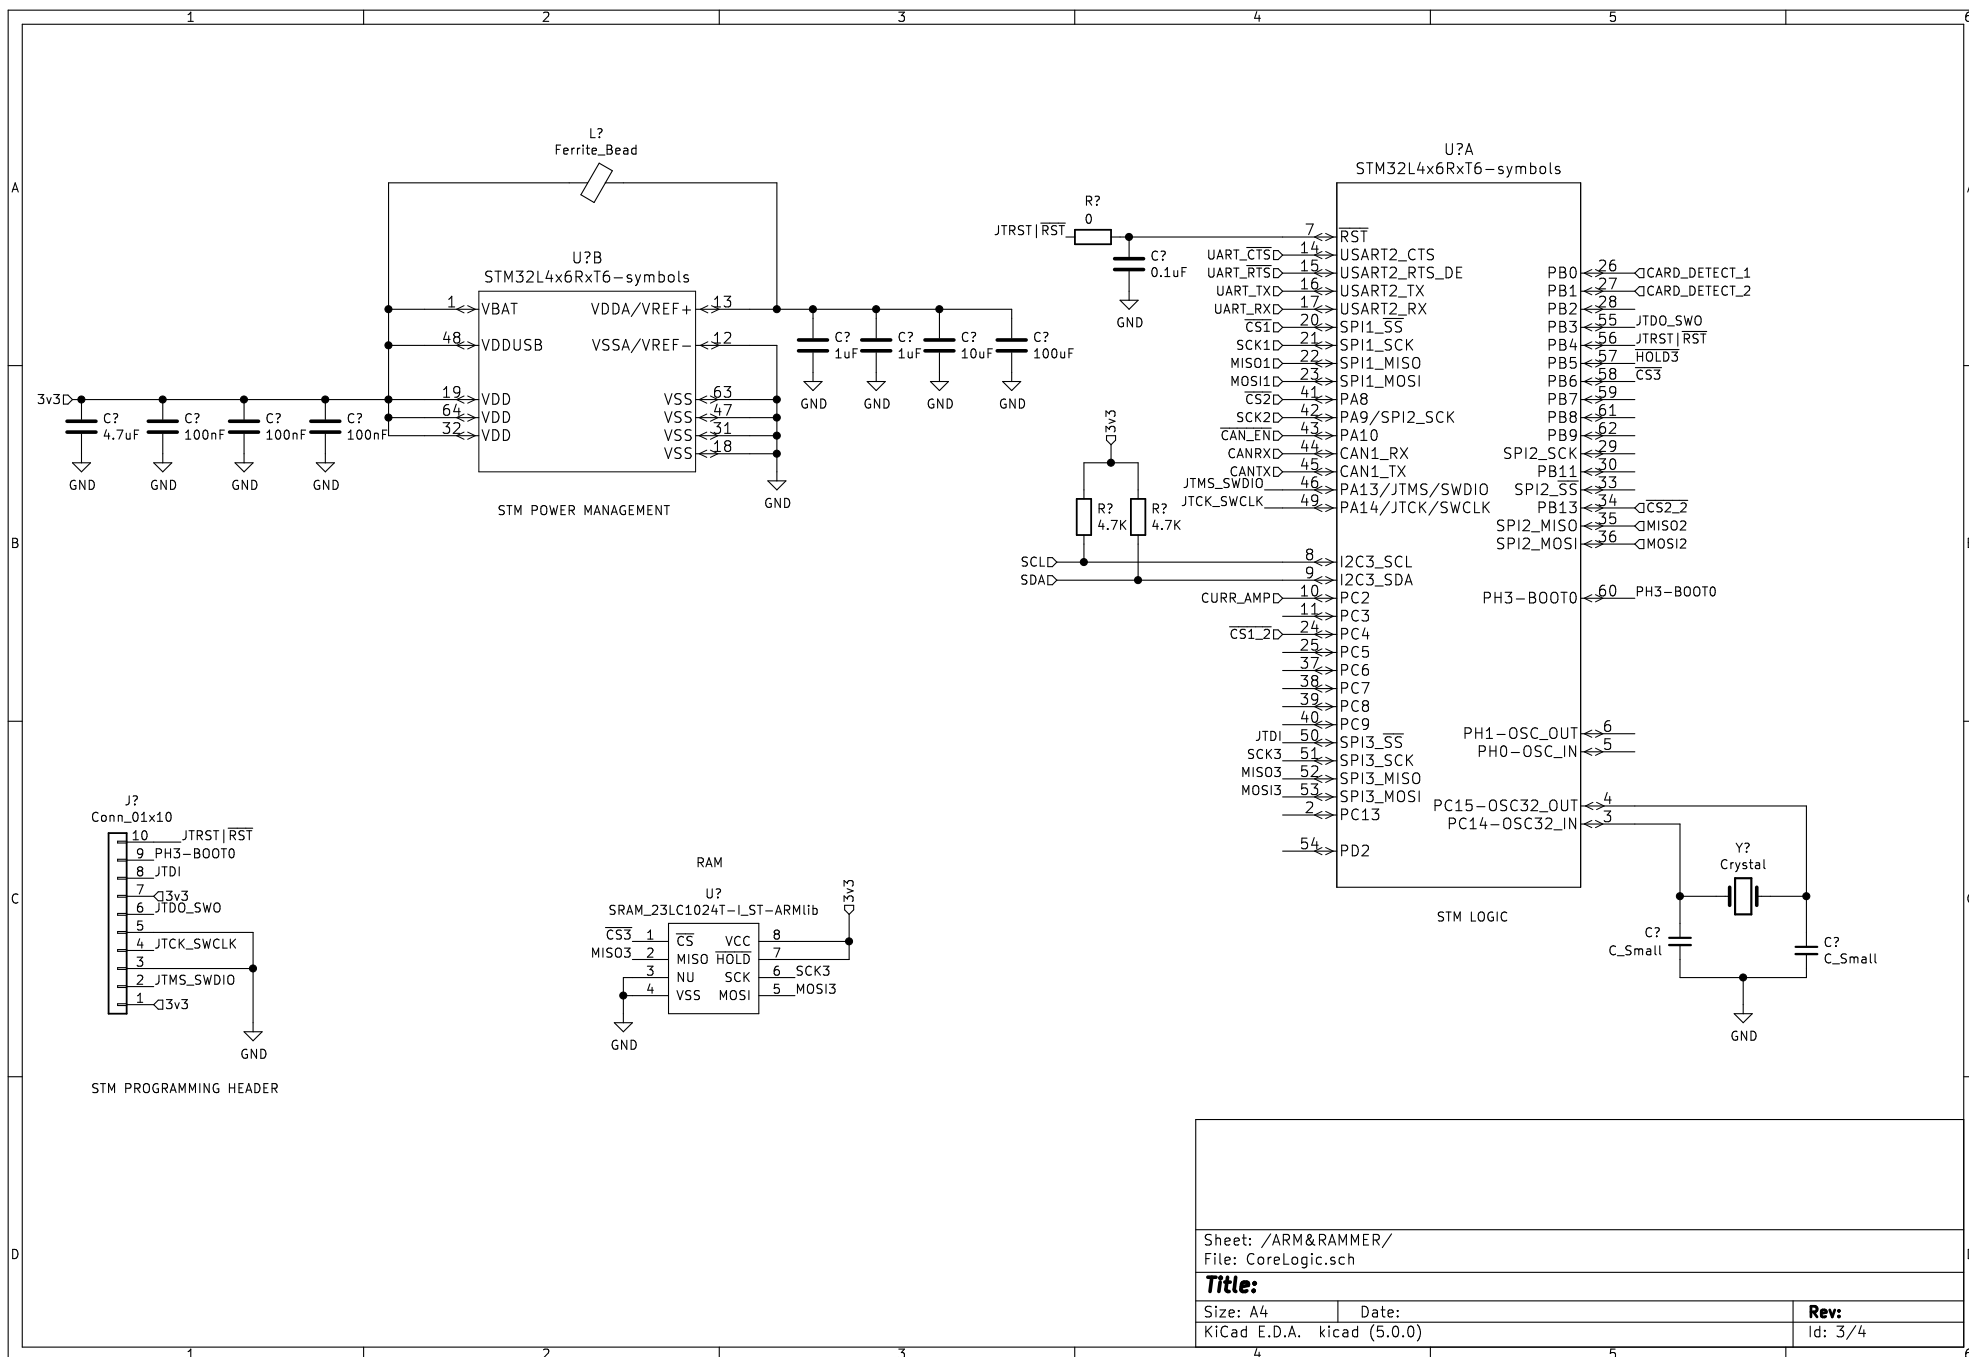 1 2 3 4 5 6
A
B
C
D
L?
Ferrite_Bead
U?B
STM32L4x6RxT6-symbols
1 VBAT
48 VDDUSB
19 VDD
64 VDD
32 VDD
VDDA/VREF+ 13
VSSA/VREF- 12
VSS 63
VSS 47
VSS 31
VSS 18
STM POWER MANAGEMENT
3v3
C?
4.7uF
GND
C?
100nF
GND
C?
100nF
GND
C?
100nF
GND
GND
C?
1uF
GND
C?
1uF
GND
C?
10uF
GND
C?
100uF
GND
U?A
STM32L4x6RxT6-symbols
R?
0
JTRST|RST
C?
0.1uF
GND
7 RST
UART_CTS 14 USART2_CTS
UART_RTS 15 USART2_RTS_DE
UART_TX 16 USART2_TX
UART_RX 17 USART2_RX
CS1 20 SPI1_SS
SCK1 21 SPI1_SCK
MISO1 22 SPI1_MISO
MOSI1 23 SPI1_MOSI
CS2 41 PA8
SCK2 42 PA9/SPI2_SCK
CAN_EN 43 PA10
CANRX 44 CAN1_RX
CANTX 45 CAN1_TX
JTMS_SWDIO 46 PA13/JTMS/SWDIO
JTCK_SWCLK 49 PA14/JTCK/SWCLK
3v3
R?
4.7K
R?
4.7K
SCL 8 I2C3_SCL
SDA 9 I2C3_SDA
CURR_AMP 10 PC2
11 PC3
CS1_2 24 PC4
25 PC5
37 PC6
38 PC7
39 PC8
40 PC9
JTDI 50 SPI3_SS
SCK3 51 SPI3_SCK
MISO3 52 SPI3_MISO
MOSI3 53 SPI3_MOSI
2 PC13
54 PD2
PB0 26 CARD_DETECT_1
PB1 27 CARD_DETECT_2
PB2 28
PB3 55 JTDO_SWO
PB4 56 JTRST|RST
PB5 57 HOLD3
PB6 58 CS3
PB7 59
PB8 61
PB9 62
SPI2_SCK 29
PB11 30
SPI2_SS 33
PB13 34 CS2_2
SPI2_MISO 35 MISO2
SPI2_MOSI 36 MOSI2
PH3-BOOT0 60 PH3-BOOT0
PH1-OSC_OUT 6
PH0-OSC_IN 5
PC15-OSC32_OUT 4
PC14-OSC32_IN 3
STM LOGIC
Y?
Crystal
C?
C_Small
C?
C_Small
GND
J?
Conn_01x10
10 JTRST|RST
9 PH3-BOOT0
8 JTDI
7 3v3
6 JTDO_SWO
5
4 JTCK_SWCLK
3
2 JTMS_SWDIO
1 3v3
GND
STM PROGRAMMING HEADER
RAM
U?
SRAM_23LC1024T-I_ST-ARMlib
3v3
CS3 1 CS VCC 8
MISO3 2 MISO HOLD 7
3 NU SCK 6 SCK3
4 VSS MOSI 5 MOSI3
GND
Sheet: /ARM&RAMMER/
File: CoreLogic.sch
Title:
Size: A4 Date: Rev:
KiCad E.D.A. kicad (5.0.0) Id: 3/4
1 2 3 4 5 6